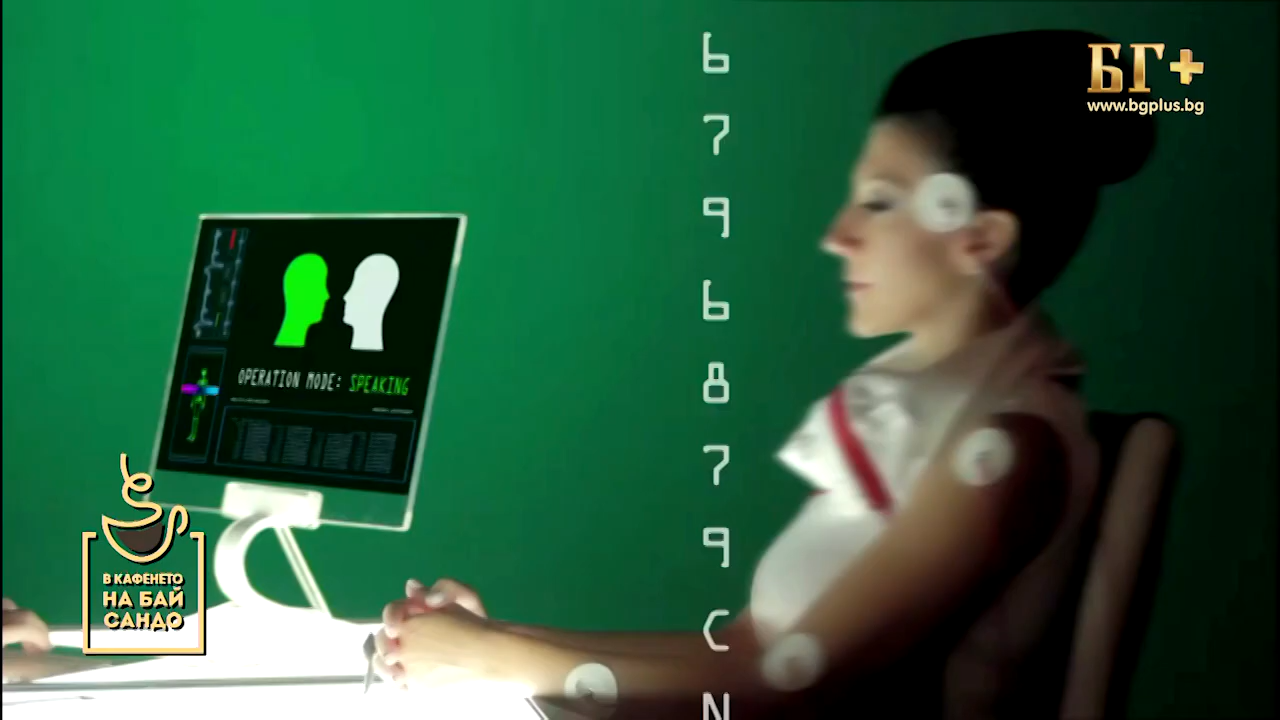 БГ+
www.bgplus.bg
6
7
9
6
8
7
9
C
N
OPERATION MODE: SPEAKING
В КАФЕНЕТО
НА БАЙ
САНДО